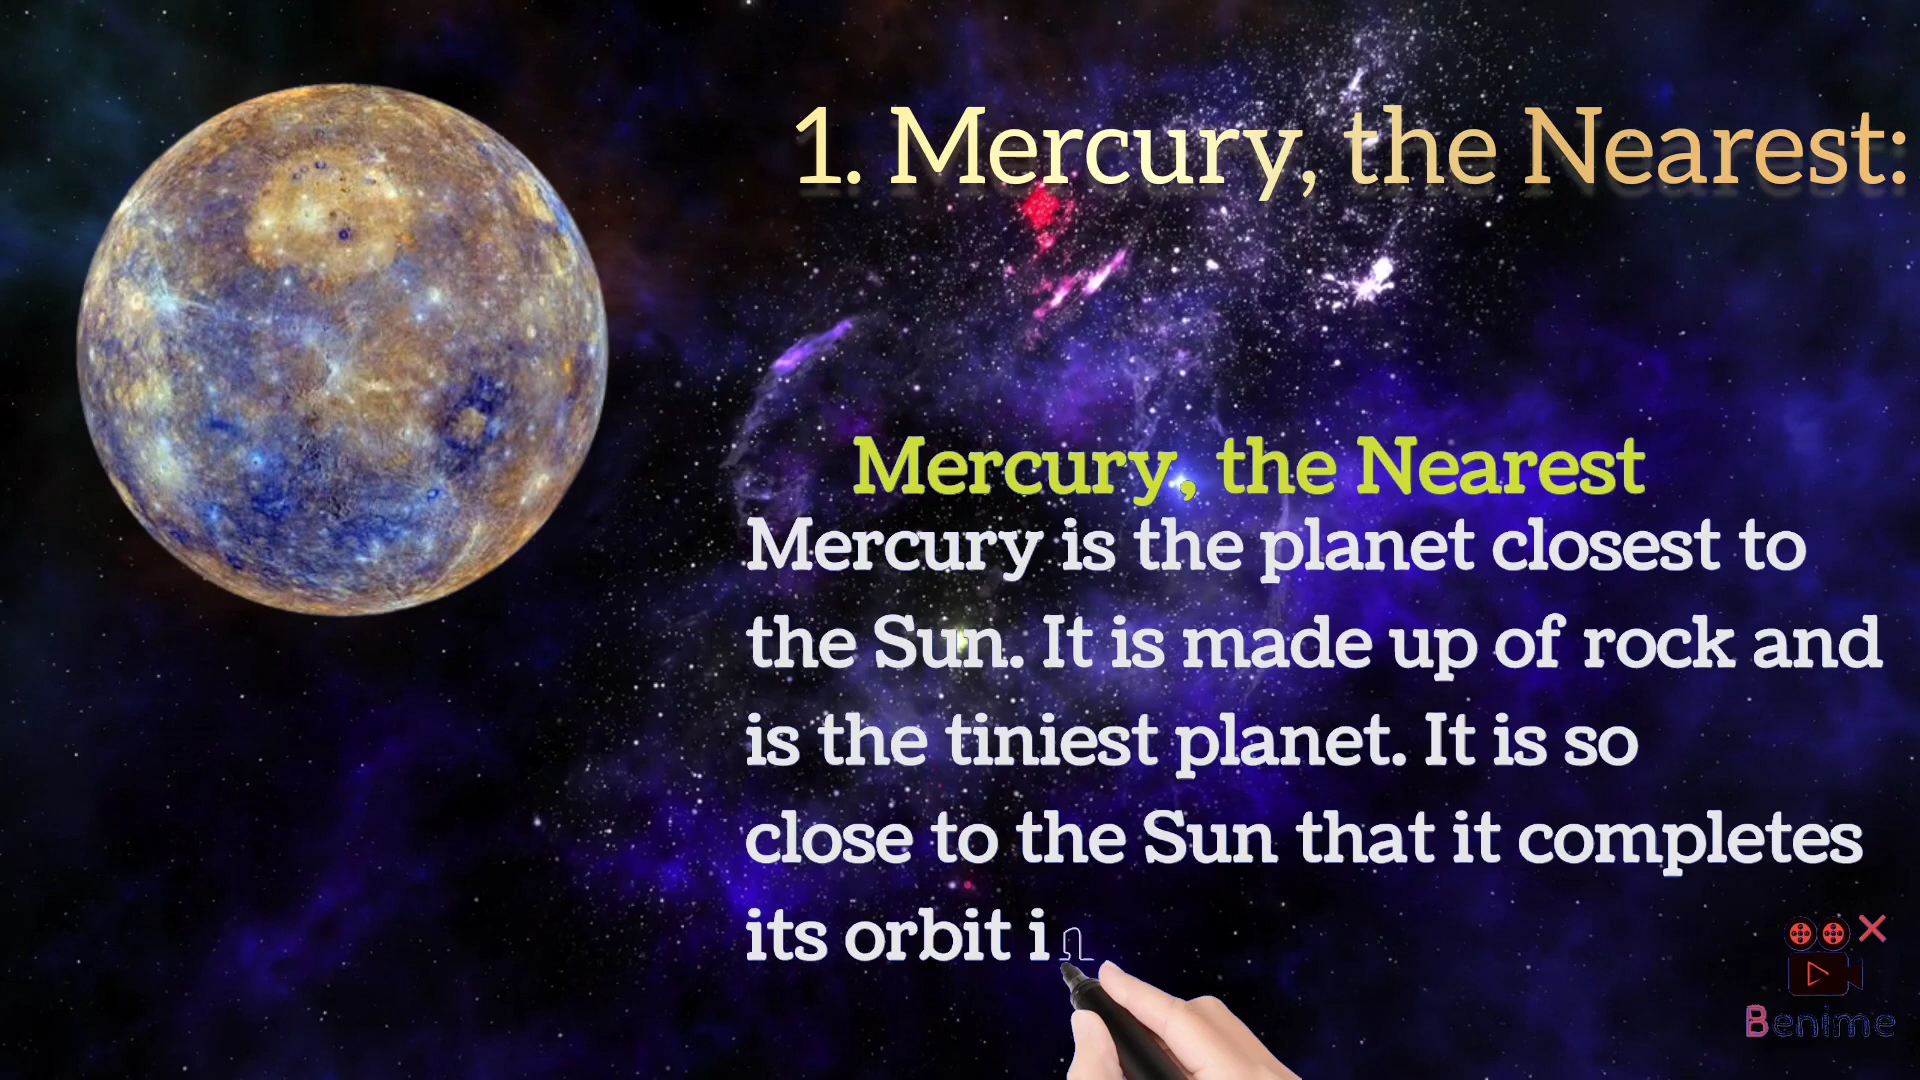 1. Mercury, the Nearest:
Mercury, the Nearest
Mercury is the planet closest to
the Sun. It is made up of rock and
is the tiniest planet. It is so
close to the Sun that it completes
its orbit in
Benime